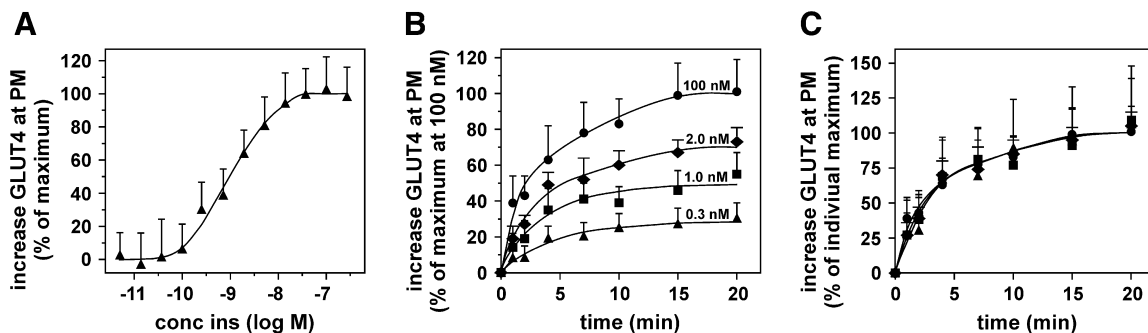 A
increase GLUT4 at PM
(% of maximum)
120
100
80
60
40
20
0
-11
-10
-9
-8
-7
conc ins (log M)
B
increase GLUT4 at PM
(% of maximum at 100 nM)
120
100
80
60
40
20
0
100 nM
2.0 nM
1.0 nM
0.3 nM
0
5
10
15
20
time (min)
C
increase GLUT4 at PM
(% of indiviual maximum)
150
125
100
75
50
25
0
0
5
10
15
20
time (min)